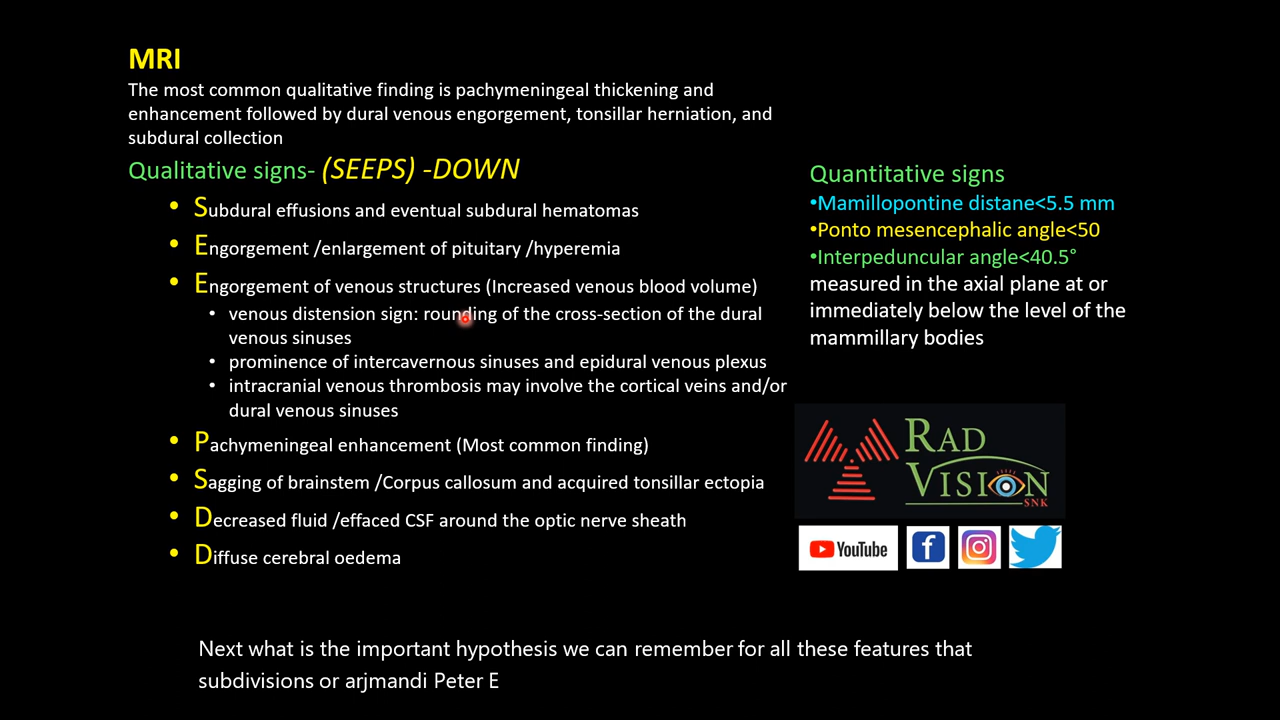 MRI
The most common qualitative finding is pachymeningeal thickening and
enhancement followed by dural venous engorgement, tonsillar herniation, and
subdural collection
Qualitative signs- (SEEPS) -DOWN
• Subdural effusions and eventual subdural hematomas
• Engorgement /enlargement of pituitary /hyperemia
• Engorgement of venous structures (Increased venous blood volume)
• venous distension sign: rounding of the cross-section of the dural
venous sinuses
• prominence of intercavernous sinuses and epidural venous plexus
• intracranial venous thrombosis may involve the cortical veins and/or
dural venous sinuses
• Pachymeningeal enhancement (Most common finding)
• Sagging of brainstem /Corpus callosum and acquired tonsillar ectopia
• Decreased fluid /effaced CSF around the optic nerve sheath
• Diffuse cerebral oedema
Quantitative signs
•Mamillopontine distane<5.5 mm
•Ponto mesencephalic angle<50
•Interpeduncular angle<40.5°
measured in the axial plane at or
immediately below the level of the
mammillary bodies
RAD
VISION
SNK
YouTube
Next what is the important hypothesis we can remember for all these features that
subdivisions or arjmandi Peter E